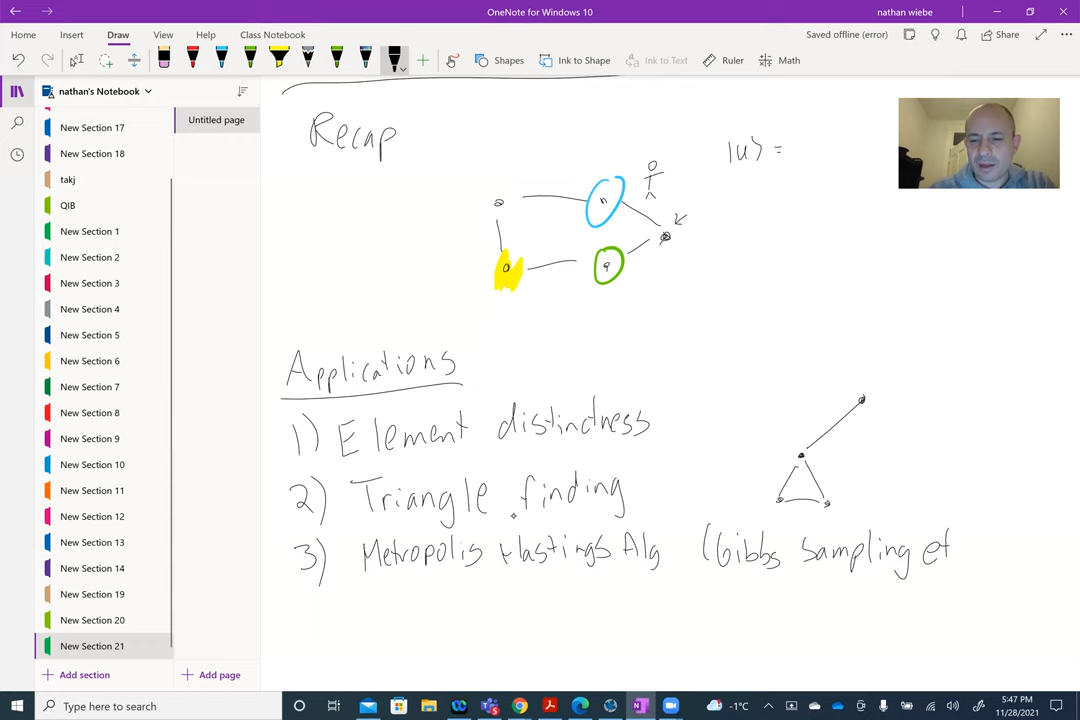 OneNote for Windows 10
nathan wiebe
Home Insert Draw View Help Class Notebook
Saved offline (error)
Share
Shapes
Ink to Shape
Ink to Text
Ruler
Math
nathan's Notebook
Untitled page
New Section 17
New Section 18
takj
QIB
New Section 1
New Section 2
New Section 3
New Section 4
New Section 5
New Section 6
New Section 7
New Section 8
New Section 9
New Section 10
New Section 11
New Section 12
New Section 13
New Section 14
New Section 19
New Section 20
New Section 21
Add section
Add page
Recap
|u⟩ =
Applications
1) Element distinctness
2) Triangle finding
3) Metropolis Hastings Alg (Gibbs sampling et
Type here to search
-1°C
5:47 PM
11/28/2021